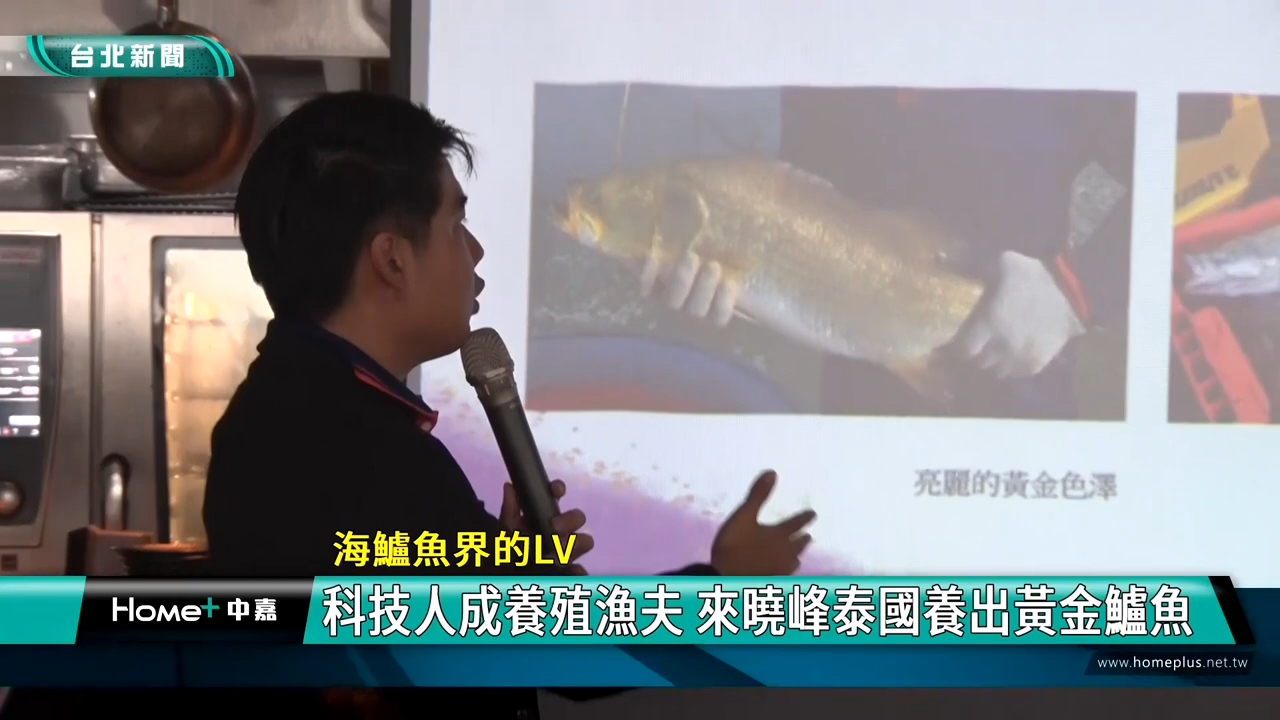 台北新聞
亮麗的黃金色澤
海鱸魚界的LV
Home+中嘉
科技人成養殖漁夫 來曉峰泰國養出黃金鱸魚
www.homeplus.net.tw